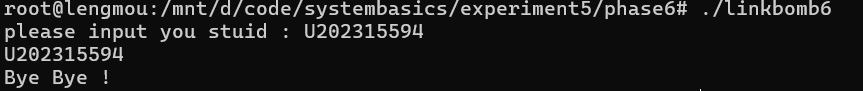 root@lengmou:/mnt/d/code/systembasics/experiment5/phase6# ./linkbomb6
please input you stuid : U202315594
U202315594
Bye Bye !